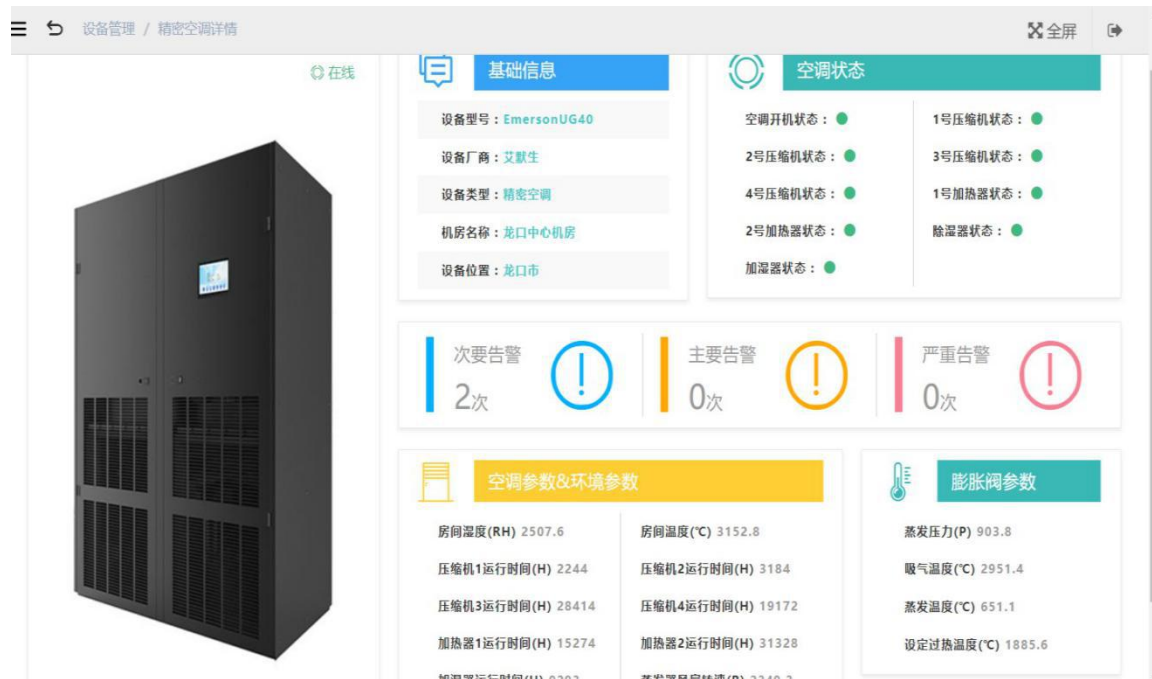 设备管理 / 精密空调详情
全屏
在线
基础信息
设备型号：EmersonUG40
设备厂商：艾默生
设备类型：精密空调
机房名称：龙口中心机房
设备位置：龙口市
空调状态
空调开机状态：
1号压缩机状态：
2号压缩机状态：
3号压缩机状态：
4号压缩机状态：
1号加热器状态：
2号加热器状态：
除湿器状态：
加湿器状态：
次要告警
2次
主要告警
0次
严重告警
0次
空调参数&环境参数
房间湿度(RH) 2507.6
房间温度(℃) 3152.8
压缩机1运行时间(H) 2244
压缩机2运行时间(H) 3184
压缩机3运行时间(H) 28414
压缩机4运行时间(H) 19172
加热器1运行时间(H) 15274
加热器2运行时间(H) 31328
膨胀阀参数
蒸发压力(P) 903.8
吸气温度(℃) 2951.4
蒸发温度(℃) 651.1
设定过热温度(℃) 1885.6